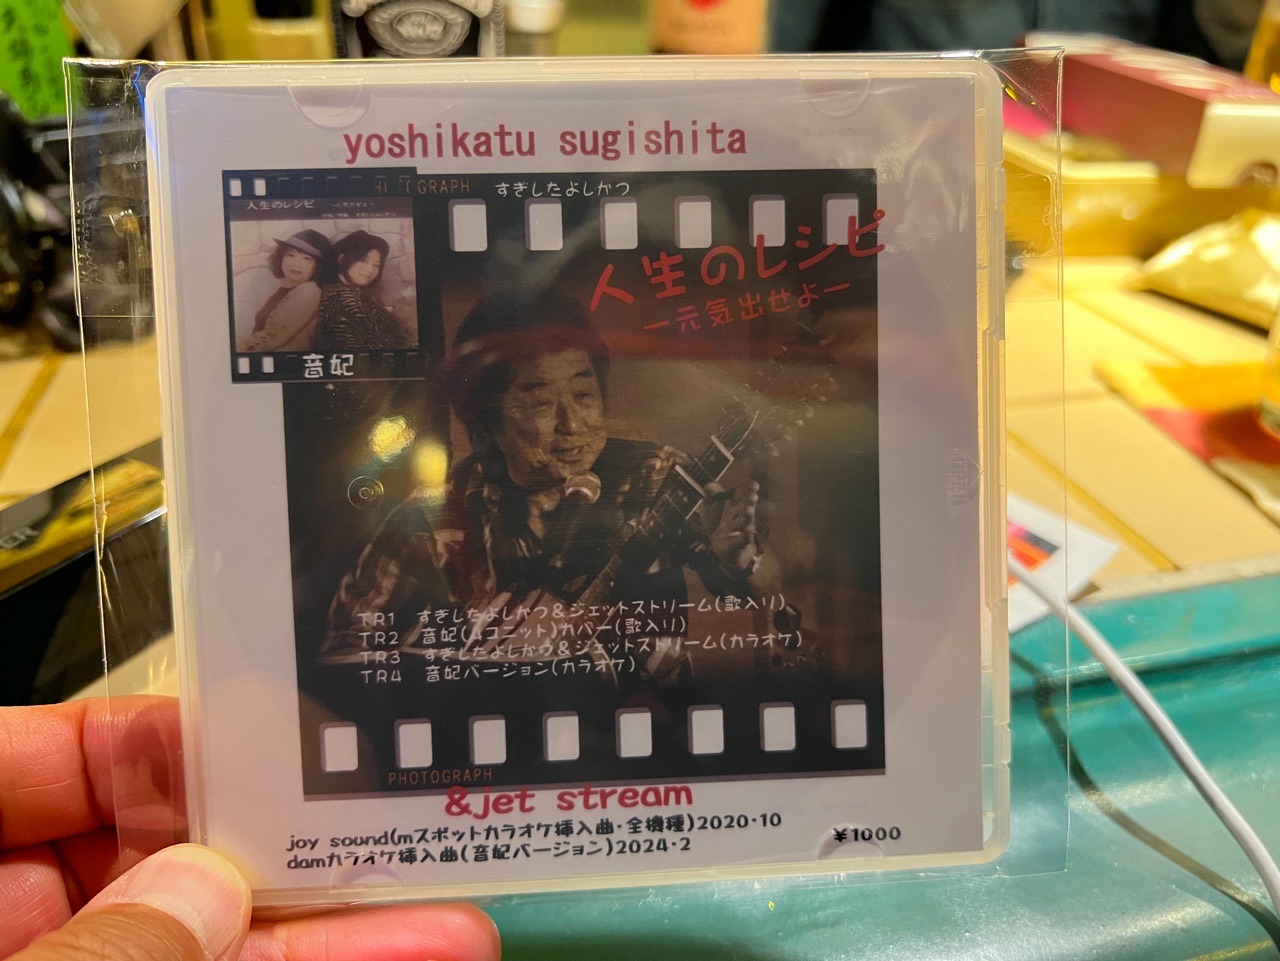 yoshikatu sugishita
GRAPH
すぎしたよしかつ
人生のレシピ
人生のレシピ
ー元気出せよー
音妃
TR1 すぎしたよしかつ&ジェットストリーム(歌入り)
TR2 音妃(ユニット)カバー(歌入り)
TR3 すぎしたよしかつ&ジェットストリーム(カラオケ)
TR4 音妃バージョン(カラオケ)
PHOTOGRAPH
&jet stream
joy sound(mスポットカラオケ挿入曲・全機種)2020・10
damカラオケ挿入曲(音妃バージョン)2024・2
¥1000